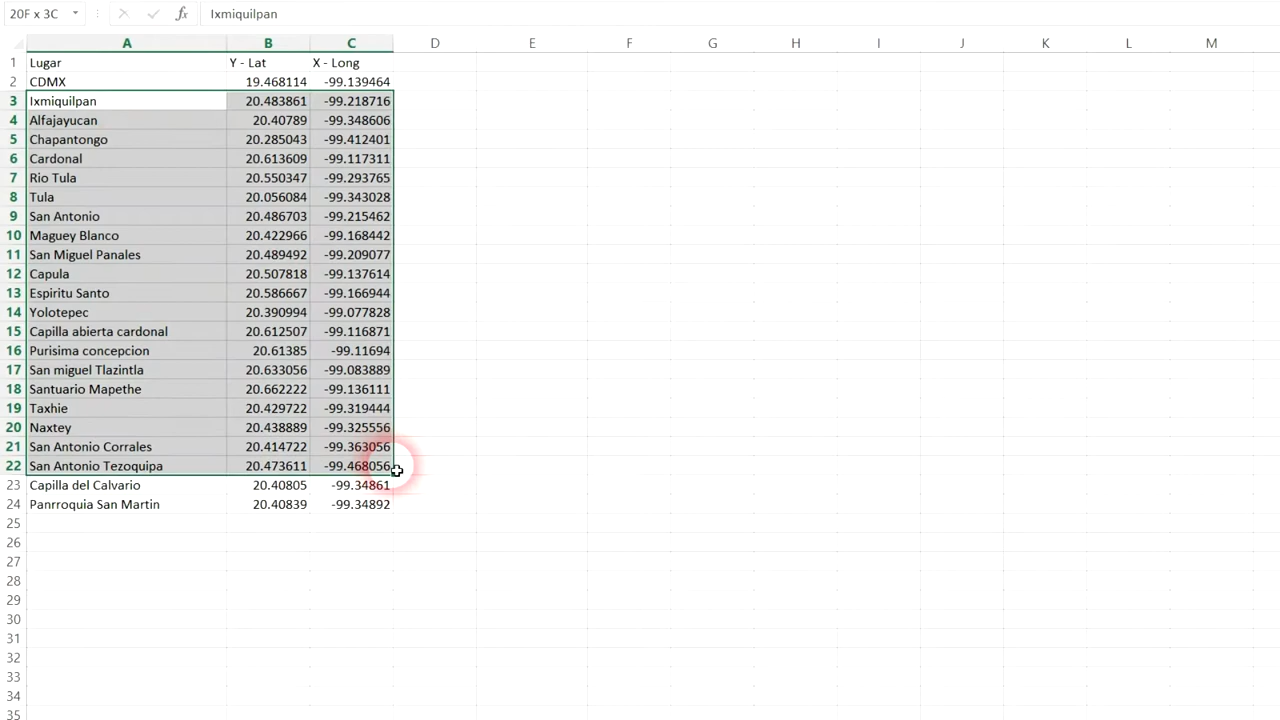 20F x 3C fx Ixmiquilpan
A B C D E F G H I J K L M
1 Lugar Y - Lat X - Long
2 CDMX 19.468114 -99.139464
3 Ixmiquilpan 20.483861 -99.218716
4 Alfajayucan 20.40789 -99.348606
5 Chapantongo 20.285043 -99.412401
6 Cardonal 20.613609 -99.117311
7 Rio Tula 20.550347 -99.293765
8 Tula 20.056084 -99.343028
9 San Antonio 20.486703 -99.215462
10 Maguey Blanco 20.422966 -99.168442
11 San Miguel Panales 20.489492 -99.209077
12 Capula 20.507818 -99.137614
13 Espiritu Santo 20.586667 -99.166944
14 Yolotepec 20.390994 -99.077828
15 Capilla abierta cardonal 20.612507 -99.116871
16 Purisima concepcion 20.61385 -99.11694
17 San miguel Tlazintla 20.633056 -99.083889
18 Santuario Mapethe 20.662222 -99.136111
19 Taxhie 20.429722 -99.319444
20 Naxtey 20.438889 -99.325556
21 San Antonio Corrales 20.414722 -99.363056
22 San Antonio Tezoquipa 20.473611 -99.468056
23 Capilla del Calvario 20.40805 -99.34861
24 Panrroquia San Martin 20.40839 -99.34892
25
26
27
28
29
30
31
32
33
34
35